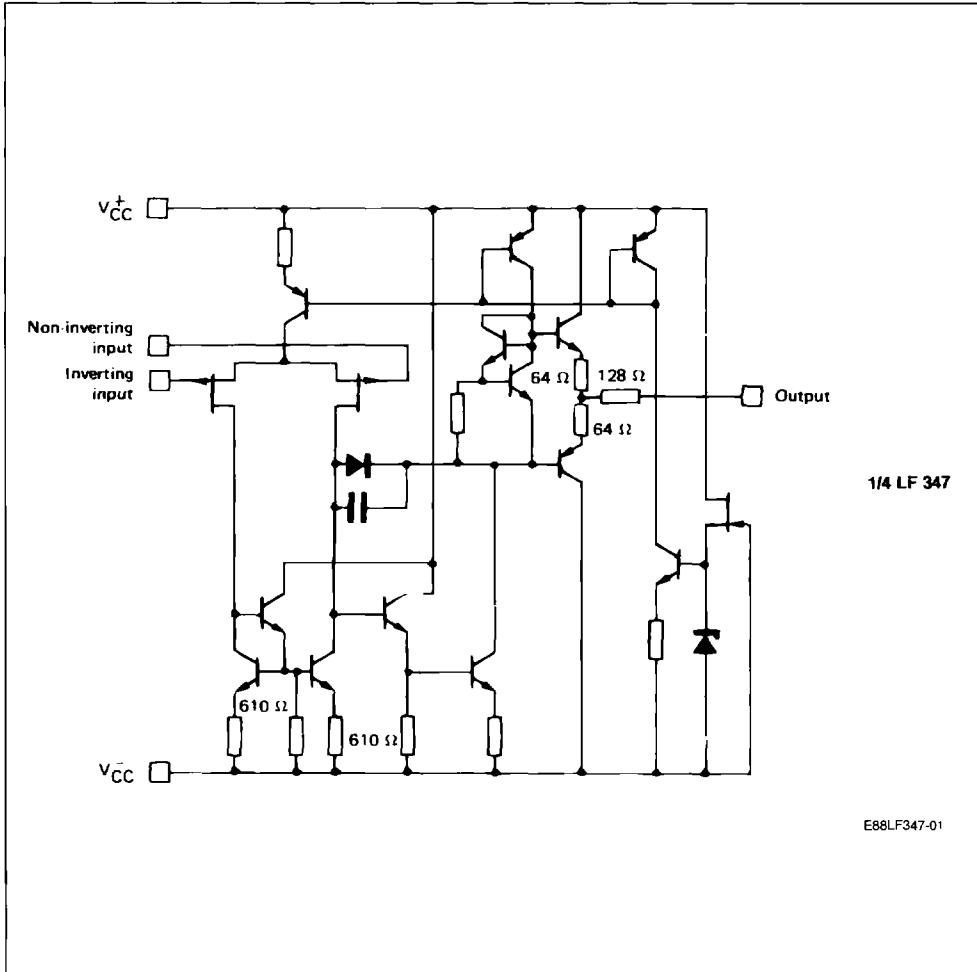 V+CC
Non-inverting
input
Inverting
input
64 Ω
128 Ω
Output
64 Ω
1/4 LF 347
610 Ω
610 Ω
V-CC
E88LF347-01